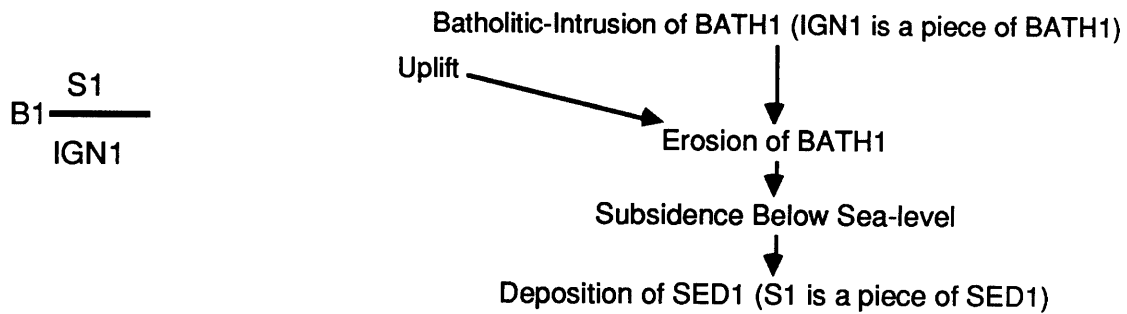 S1
B1
IGN1
Batholitic-Intrusion of BATH1 (IGN1 is a piece of BATH1)
Uplift
Erosion of BATH1
Subsidence Below Sea-level
Deposition of SED1 (S1 is a piece of SED1)